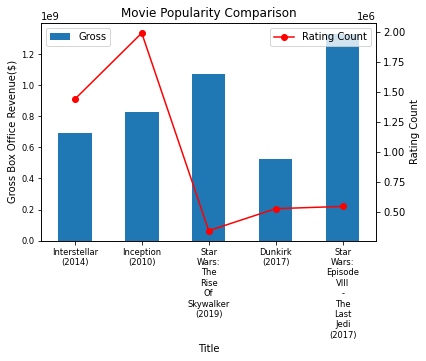 Movie Popularity Comparison
1e9
1e6
Gross
Rating Count
Gross Box Office Revenue($)
1.2
1.0
0.8
0.6
0.4
0.2
0.0
2.00
1.75
1.50
1.25
1.00
0.75
0.50
Rating Count
Interstellar
(2014)
Inception
(2010)
Star
Wars:
The
Rise
Of
Skywalker
(2019)
Dunkirk
(2017)
Star
Wars:
Episode
VIII
-
The
Last
Jedi
(2017)
Title